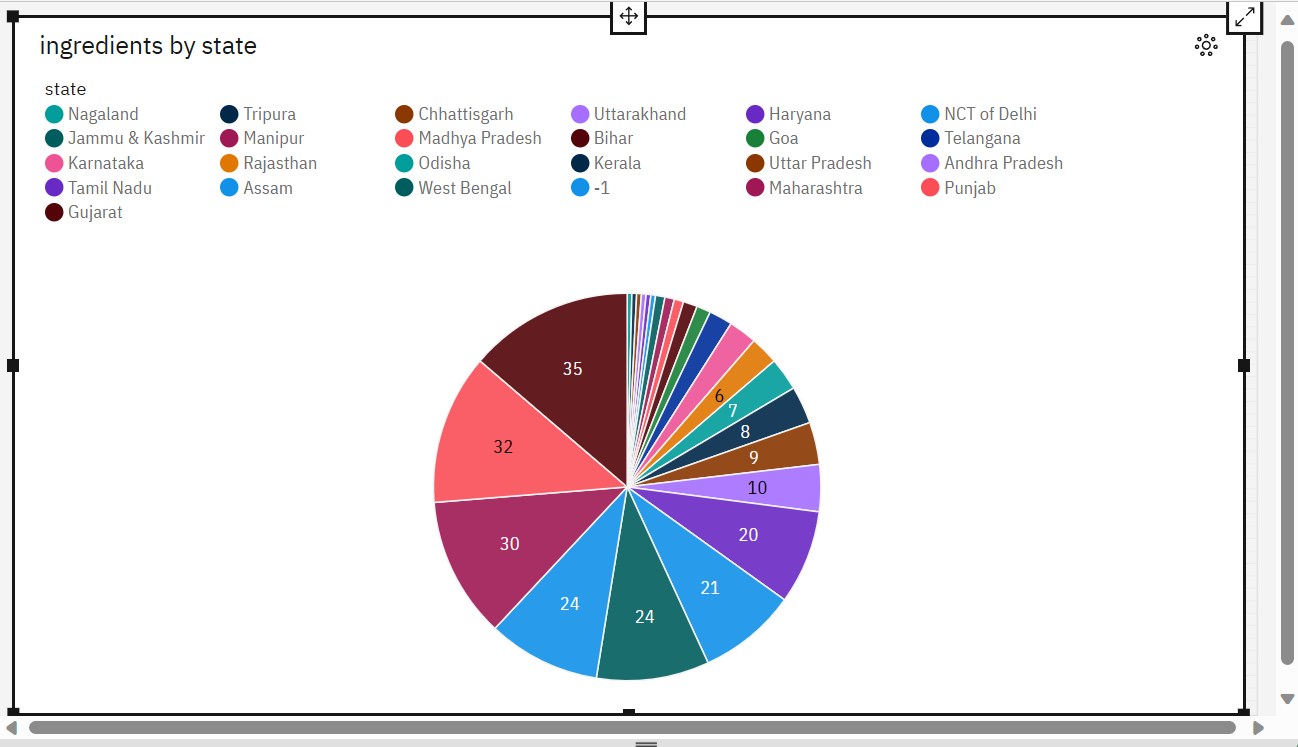 ingredients by state
state
Nagaland Tripura Chhattisgarh Uttarakhand Haryana NCT of Delhi
Jammu & Kashmir Manipur Madhya Pradesh Bihar Goa Telangana
Karnataka Rajasthan Odisha Kerala Uttar Pradesh Andhra Pradesh
Tamil Nadu Assam West Bengal -1 Maharashtra Punjab
Gujarat
35
6
7
8
32
9
10
20
30
21
24
24